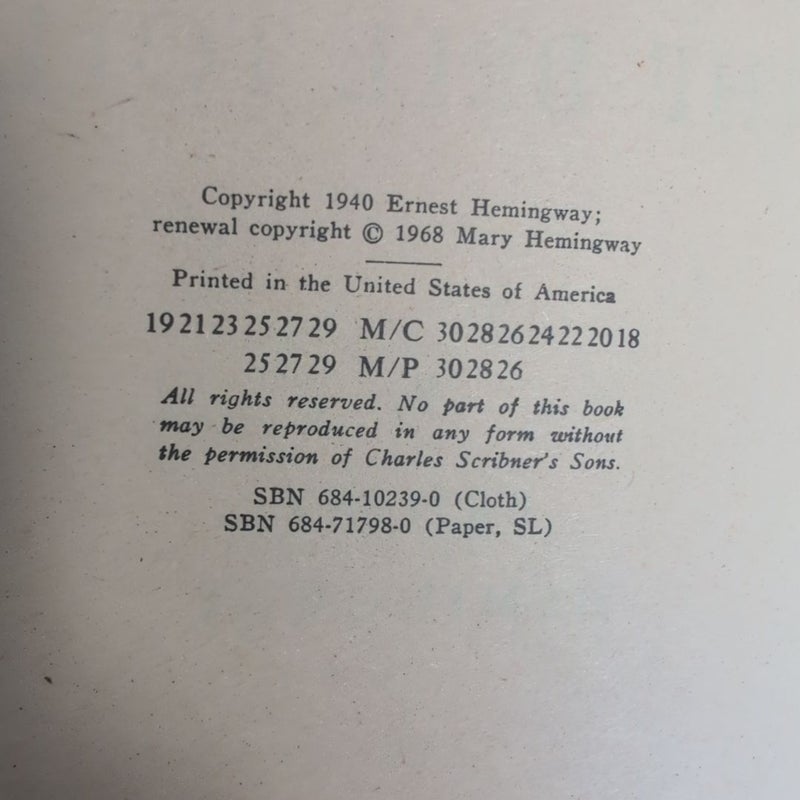 Copyright 1940 Ernest Hemingway;
renewal copyright © 1968 Mary Hemingway
Printed in the United States of America
19 21 23 25 27 29 M/C 30 28 26 24 22 20 18
25 27 29 M/P 30 28 26
All rights reserved. No part of this book
may be reproduced in any form without
the permission of Charles Scribner's Sons.
SBN 684-10239-0 (Cloth)
SBN 684-71798-0 (Paper, SL)